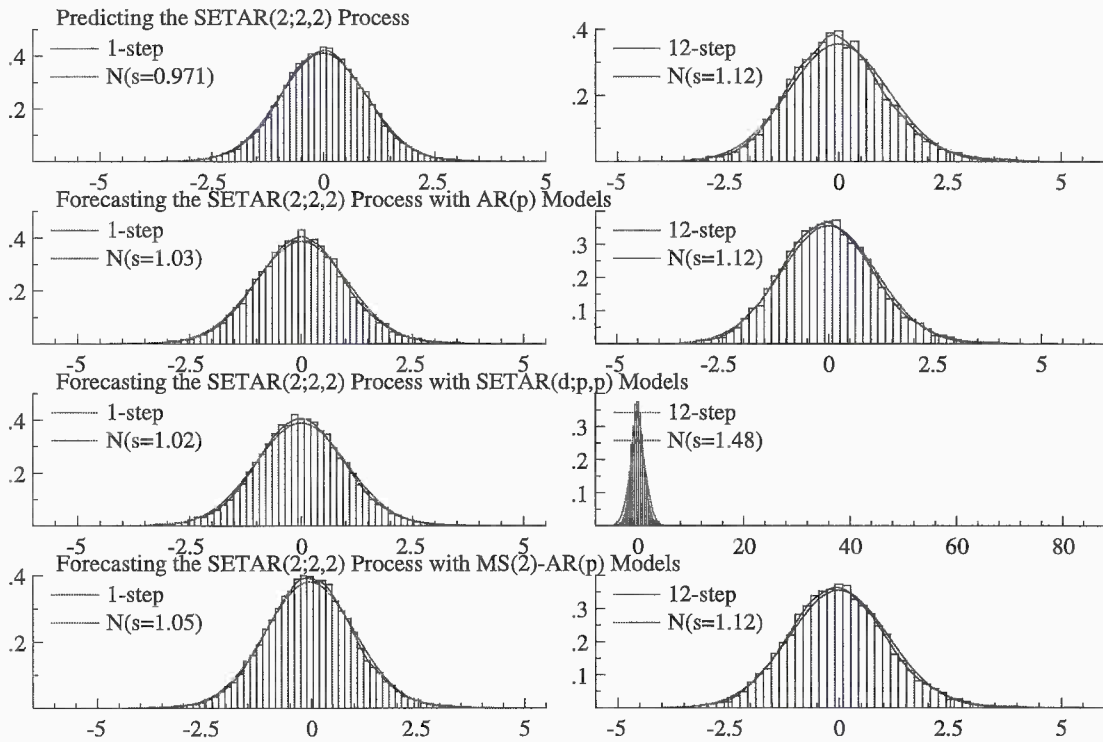 Predicting the SETAR(2;2,2) Process
.4
.2
1-step
N(s=0.971)
-5 -2.5 0 2.5 5
.4
.2
12-step
N(s=1.12)
-5 -2.5 0 2.5 5
Forecasting the SETAR(2;2,2) Process with AR(p) Models
.4
.2
1-step
N(s=1.03)
-5 -2.5 0 2.5 5
.3
.2
.1
12-step
N(s=1.12)
-5 -2.5 0 2.5 5
Forecasting the SETAR(2;2,2) Process with SETAR(d;p,p) Models
.4
.2
1-step
N(s=1.02)
-5 -2.5 0 2.5 5
.3
.2
.1
12-step
N(s=1.48)
0 20 40 60 80
Forecasting the SETAR(2;2,2) Process with MS(2)-AR(p) Models
.4
.2
1-step
N(s=1.05)
-5 -2.5 0 2.5 5
.3
.2
.1
12-step
N(s=1.12)
-5 -2.5 0 2.5 5